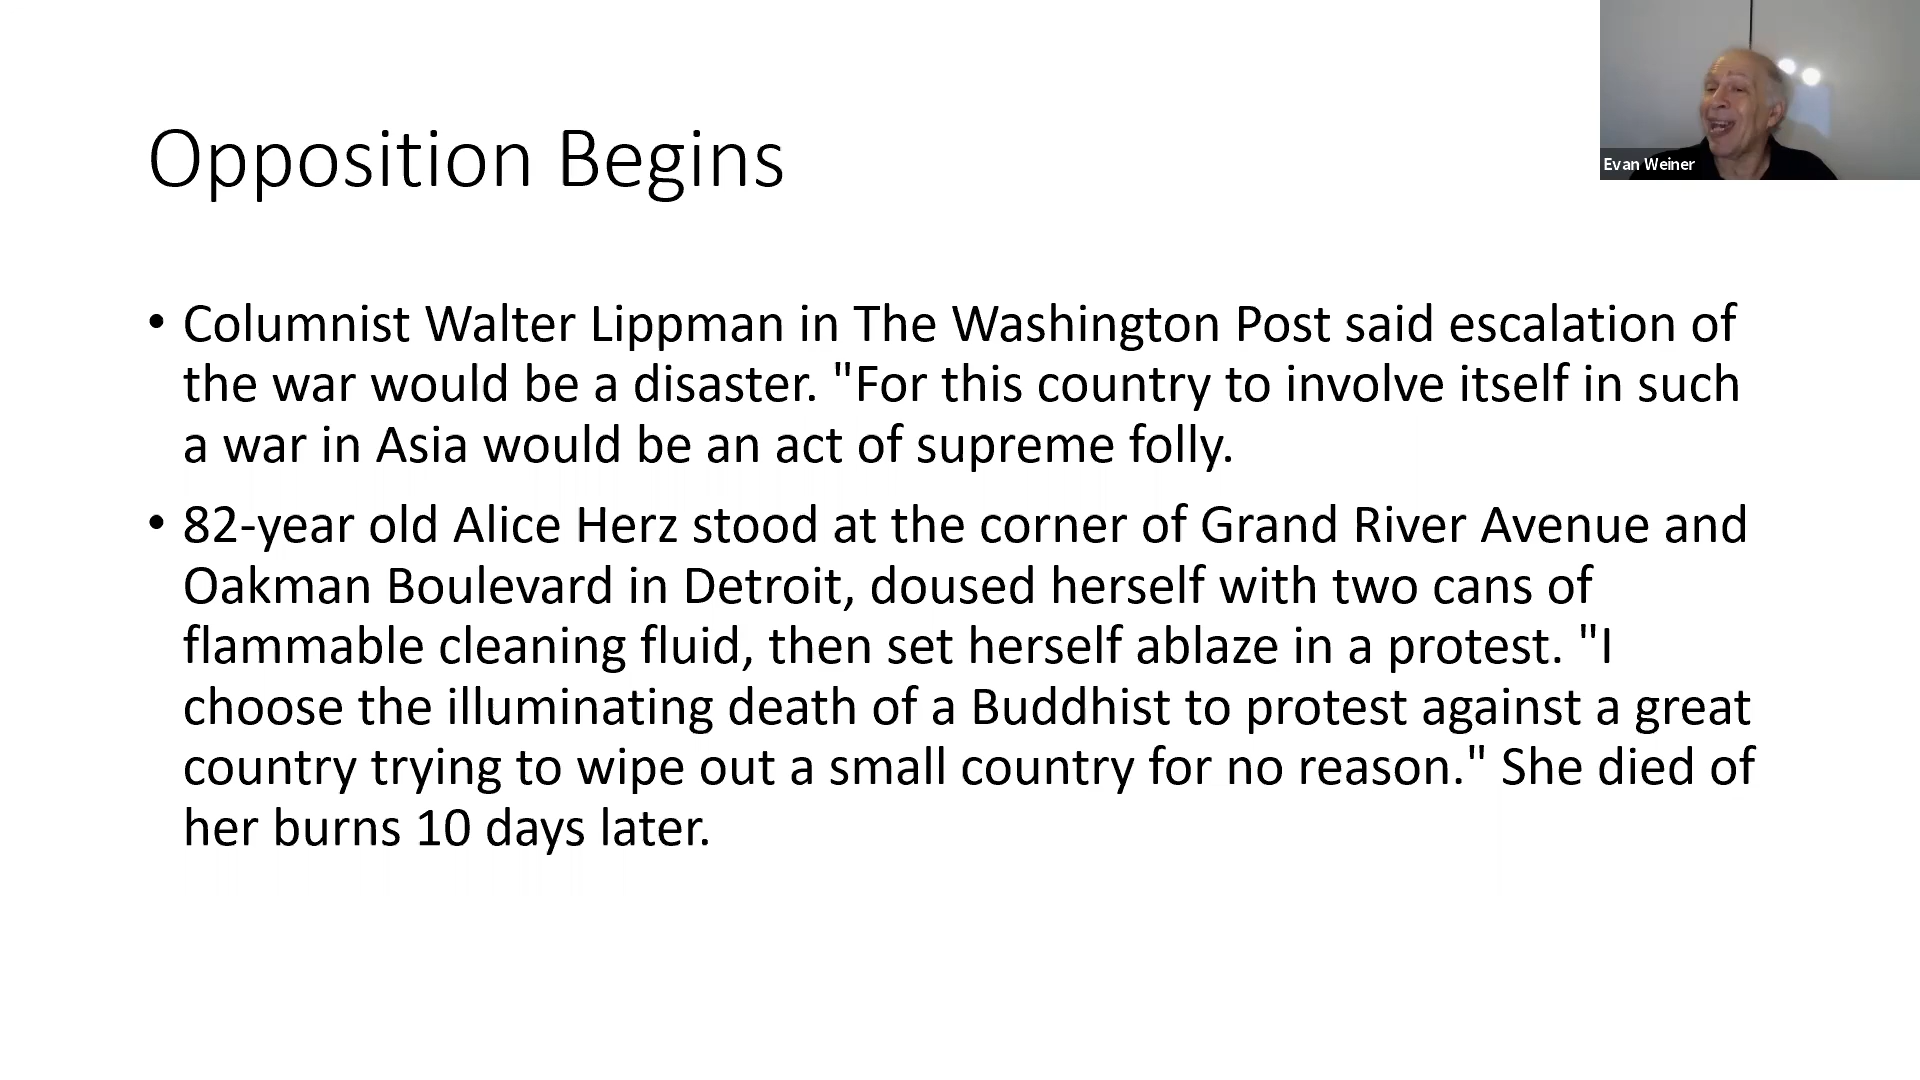 Evan Weiner
Opposition Begins
• Columnist Walter Lippman in The Washington Post said escalation of
the war would be a disaster. "For this country to involve itself in such
a war in Asia would be an act of supreme folly.
• 82-year old Alice Herz stood at the corner of Grand River Avenue and
Oakman Boulevard in Detroit, doused herself with two cans of
flammable cleaning fluid, then set herself ablaze in a protest. "I
choose the illuminating death of a Buddhist to protest against a great
country trying to wipe out a small country for no reason." She died of
her burns 10 days later.